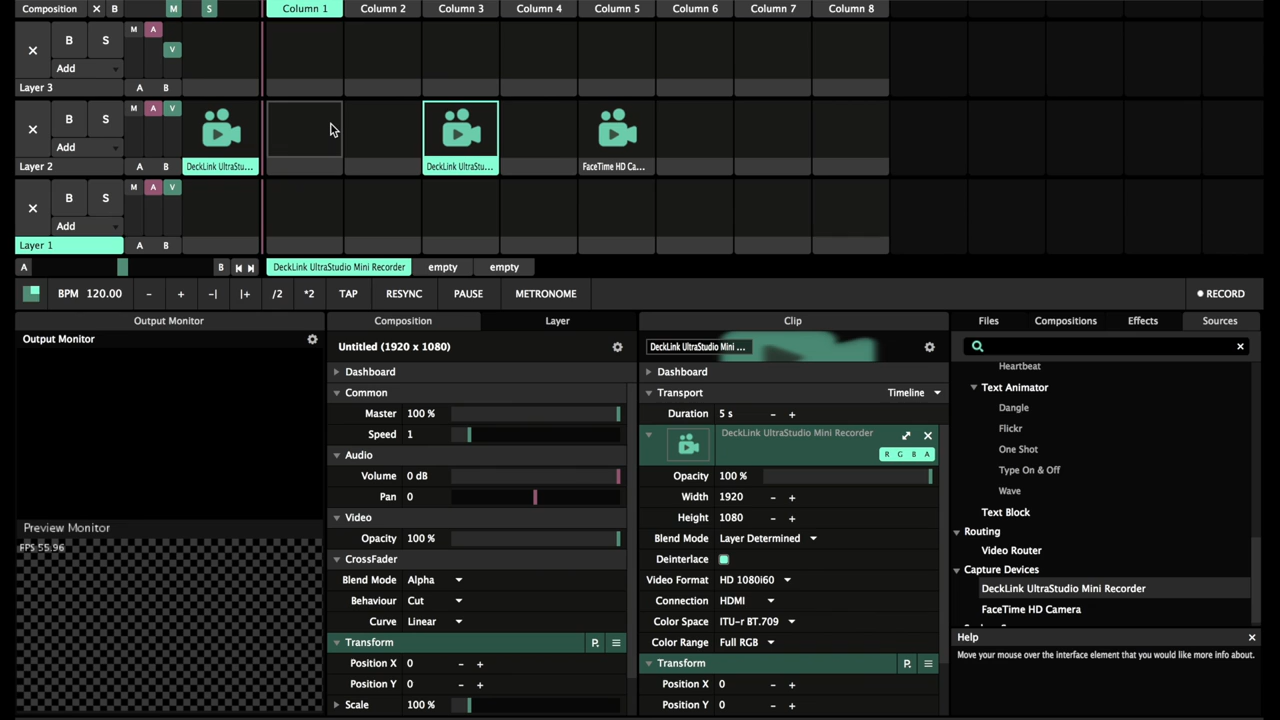 Composition X B M S Column 1 Column 2 Column 3 Column 4 Column 5 Column 6 Column 7 Column 8
B S M A
V
Add
Layer 3 A B
M A V
B S
Add
Layer 2 A B DeckLink UltraStu... DeckLink UltraStu... FaceTime HD Ca...
M A V
B S
Add
Layer 1 A B
A B DeckLink UltraStudio Mini Recorder empty empty
BPM 120.00 - + -| |+ /2 *2 TAP RESYNC PAUSE METRONOME RECORD
Output Monitor
Output Monitor
Preview Monitor
FPS 55.96
Composition Layer
Untitled (1920 x 1080)
Dashboard
Common
Master 100 %
Speed 1
Audio
Volume 0 dB
Pan 0
Video
Opacity 100 %
CrossFader
Blend Mode Alpha
Behaviour Cut
Curve Linear
Transform P.
Position X 0 - +
Position Y 0 - +
Scale 100 %
Clip
DeckLink UltraStudio Mini ...
Dashboard
Transport Timeline
Duration 5 s - +
DeckLink UltraStudio Mini Recorder
R G B A
Opacity 100 %
Width 1920 - +
Height 1080 - +
Blend Mode Layer Determined
Deinterlace
Video Format HD 1080i60
Connection HDMI
Color Space ITU-r BT.709
Color Range Full RGB
Transform P.
Position X 0 - +
Position Y 0 - +
Files Compositions Effects Sources
Heartbeat
Text Animator
Dangle
Flickr
One Shot
Type On & Off
Wave
Text Block
Routing
Video Router
Capture Devices
DeckLink UltraStudio Mini Recorder
FaceTime HD Camera
Help
Move your mouse over the interface element that you would like more info about.